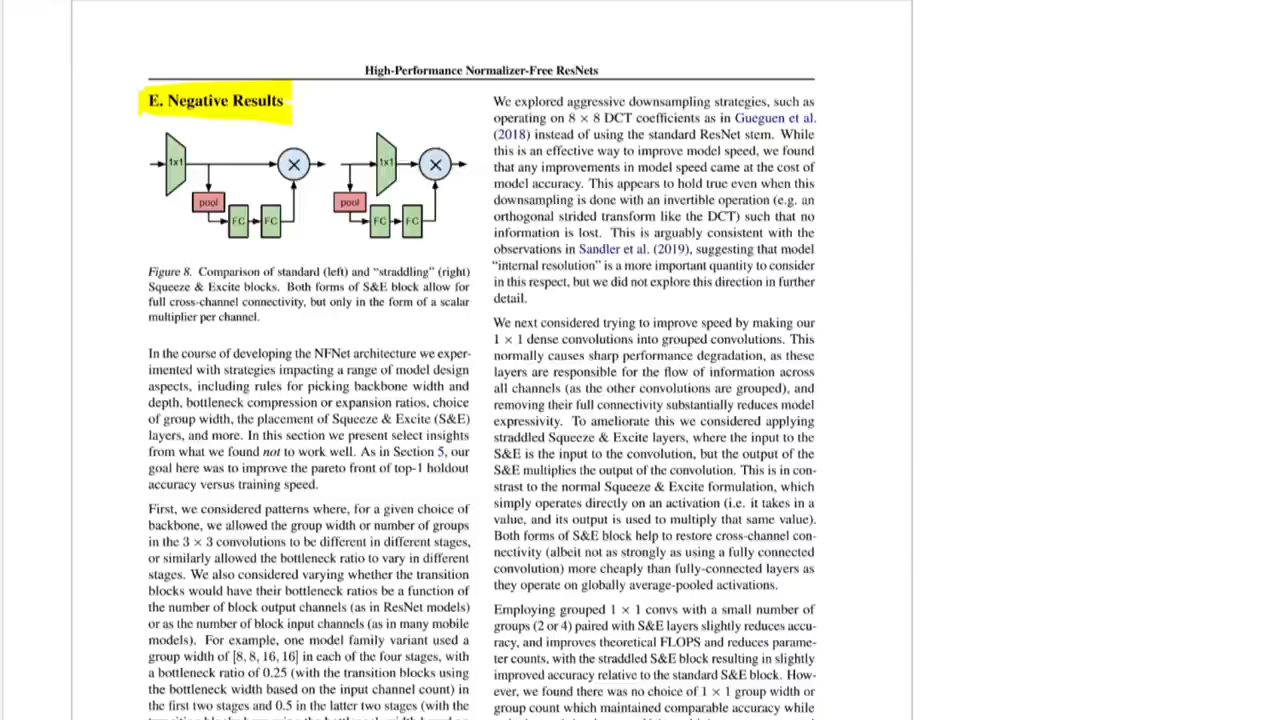 High-Performance Normalizer-Free ResNets
E. Negative Results
1x1
pool
FC
FC
1x1
pool
FC
FC
Figure 8. Comparison of standard (left) and “straddling” (right)
Squeeze & Excite blocks. Both forms of S&E block allow for
full cross-channel connectivity, but only in the form of a scalar
multiplier per channel.
In the course of developing the NFNet architecture we exper-
imented with strategies impacting a range of model design
aspects, including rules for picking backbone width and
depth, bottleneck compression or expansion ratios, choice
of group width, the placement of Squeeze & Excite (S&E)
layers, and more. In this section we present select insights
from what we found not to work well. As in Section 5, our
goal here was to improve the pareto front of top-1 holdout
accuracy versus training speed.
First, we considered patterns where, for a given choice of
backbone, we allowed the group width or number of groups
in the 3 × 3 convolutions to be different in different stages,
or similarly allowed the bottleneck ratio to vary in different
stages. We also considered varying whether the transition
blocks would have their bottleneck ratios be a function of
the number of block output channels (as in ResNet models)
or as the number of block input channels (as in many mobile
models). For example, one model family variant used a
group width of [8, 8, 16, 16] in each of the four stages, with
a bottleneck ratio of 0.25 (with the transition blocks using
the bottleneck width based on the input channel count) in
the first two stages and 0.5 in the latter two stages (with the
We explored aggressive downsampling strategies, such as
operating on 8 × 8 DCT coefficients as in Gueguen et al.
(2018) instead of using the standard ResNet stem. While
this is an effective way to improve model speed, we found
that any improvements in model speed came at the cost of
model accuracy. This appears to hold true even when this
downsampling is done with an invertible operation (e.g. an
orthogonal strided transform like the DCT) such that no
information is lost. This is arguably consistent with the
observations in Sandler et al. (2019), suggesting that model
“internal resolution” is a more important quantity to consider
in this respect, but we did not explore this direction in further
detail.
We next considered trying to improve speed by making our
1 × 1 dense convolutions into grouped convolutions. This
normally causes sharp performance degradation, as these
layers are responsible for the flow of information across
all channels (as the other convolutions are grouped), and
removing their full connectivity substantially reduces model
expressivity. To ameliorate this we considered applying
straddled Squeeze & Excite layers, where the input to the
S&E is the input to the convolution, but the output of the
S&E multiplies the output of the convolution. This is in con-
strast to the normal Squeeze & Excite formulation, which
simply operates directly on an activation (i.e. it takes in a
value, and its output is used to multiply that same value).
Both forms of S&E block help to restore cross-channel con-
nectivity (albeit not as strongly as using a fully connected
convolution) more cheaply than fully-connected layers as
they operate on globally average-pooled activations.
Employing grouped 1 × 1 convs with a small number of
groups (2 or 4) paired with S&E layers slightly reduces accu-
racy, and improves theoretical FLOPS and reduces parame-
ter counts, with the straddled S&E block resulting in slightly
improved accuracy relative to the standard S&E block. How-
ever, we found there was no choice of 1 × 1 group width or
group count which maintained comparable accuracy while